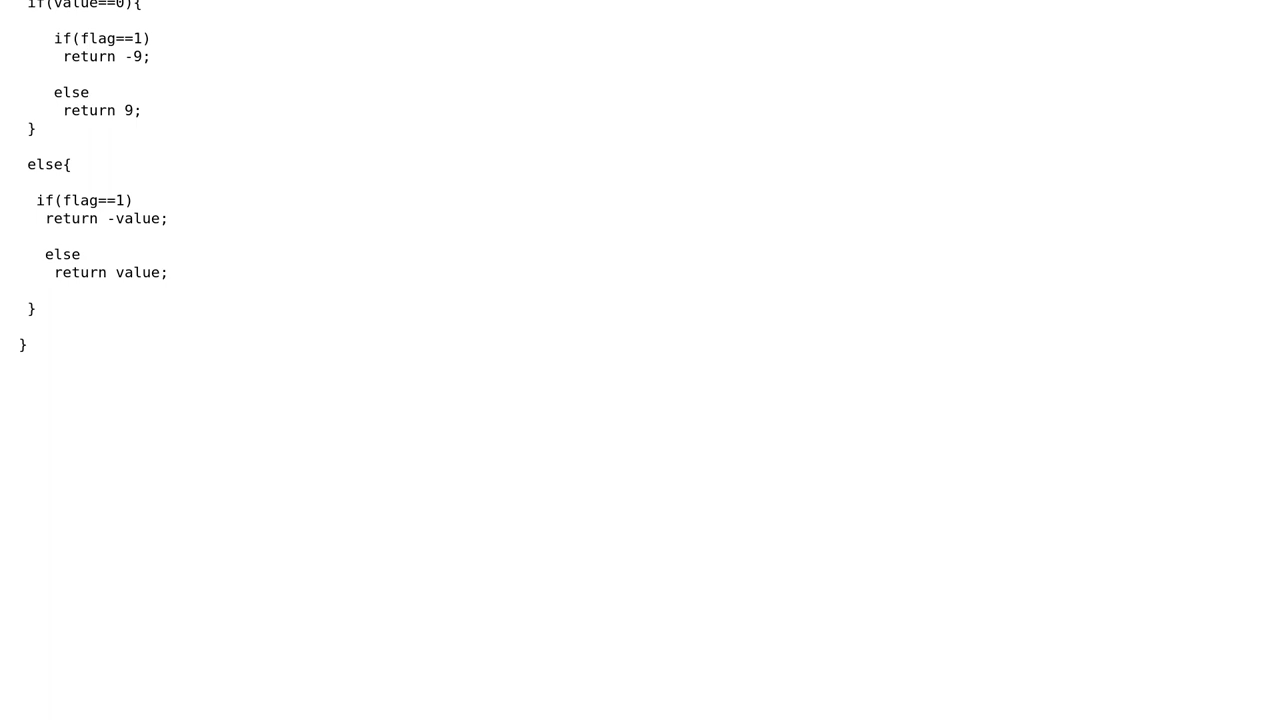 if(value==0){
if(flag==1)
return -9;
else
return 9;
}
else{
if(flag==1)
return -value;
else
return value;
}
}